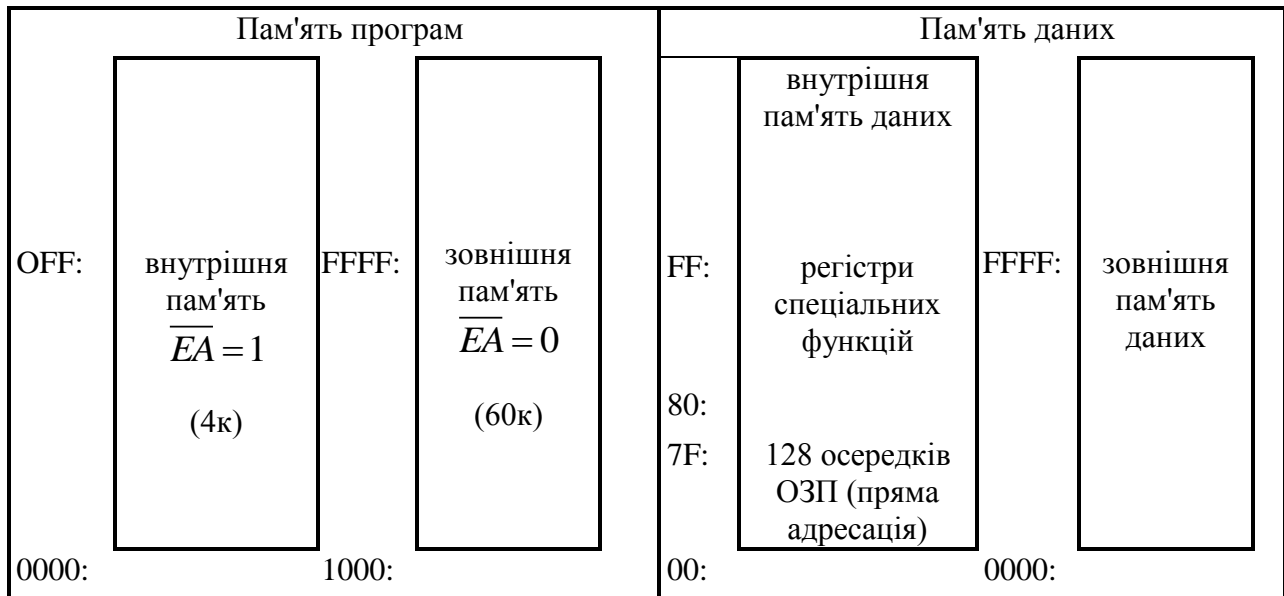 Пам'ять програм
Пам'ять даних
OFF:
0000:
внутрішня
пам'ять
E̅A̅ = 1
(4к)
FFFF:
1000:
зовнішня
пам'ять
E̅A̅ = 0
(60к)
FF:
80:
7F:
00:
внутрішня
пам'ять даних
регістри
спеціальних
функцій
128 осередків
ОЗП (пряма
адресація)
FFFF:
0000:
зовнішня
пам'ять
даних